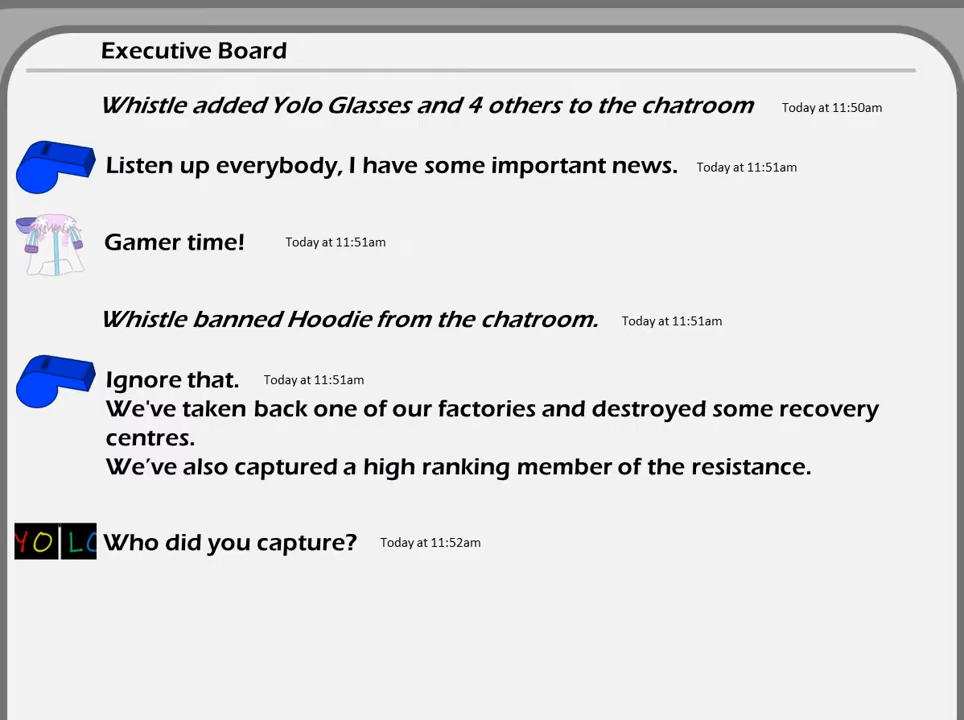 Executive Board
Whistle added Yolo Glasses and 4 others to the chatroom Today at 11:50am
Listen up everybody, I have some important news. Today at 11:51am
Gamer time! Today at 11:51am
Whistle banned Hoodie from the chatroom. Today at 11:51am
Ignore that. Today at 11:51am
We've taken back one of our factories and destroyed some recovery
centres.
We've also captured a high ranking member of the resistance.
YOLO Who did you capture? Today at 11:52am